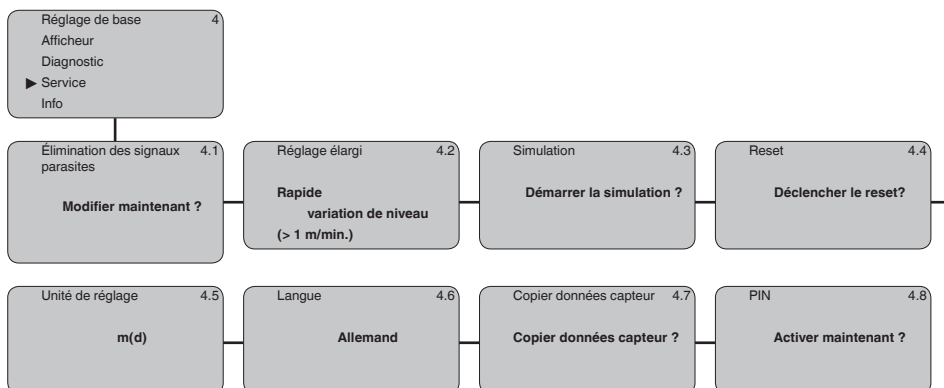 Réglage de base 4
Afficheur
Diagnostic
▶ Service
Info
Élimination des signaux parasites 4.1
Modifier maintenant ?
Réglage élargi 4.2
Rapide
variation de niveau
(> 1 m/min.)
Simulation 4.3
Démarrer la simulation ?
Reset 4.4
Déclencher le reset?
Unité de réglage 4.5
m(d)
Langue 4.6
Allemand
Copier données capteur 4.7
Copier données capteur ?
PIN 4.8
Activer maintenant ?